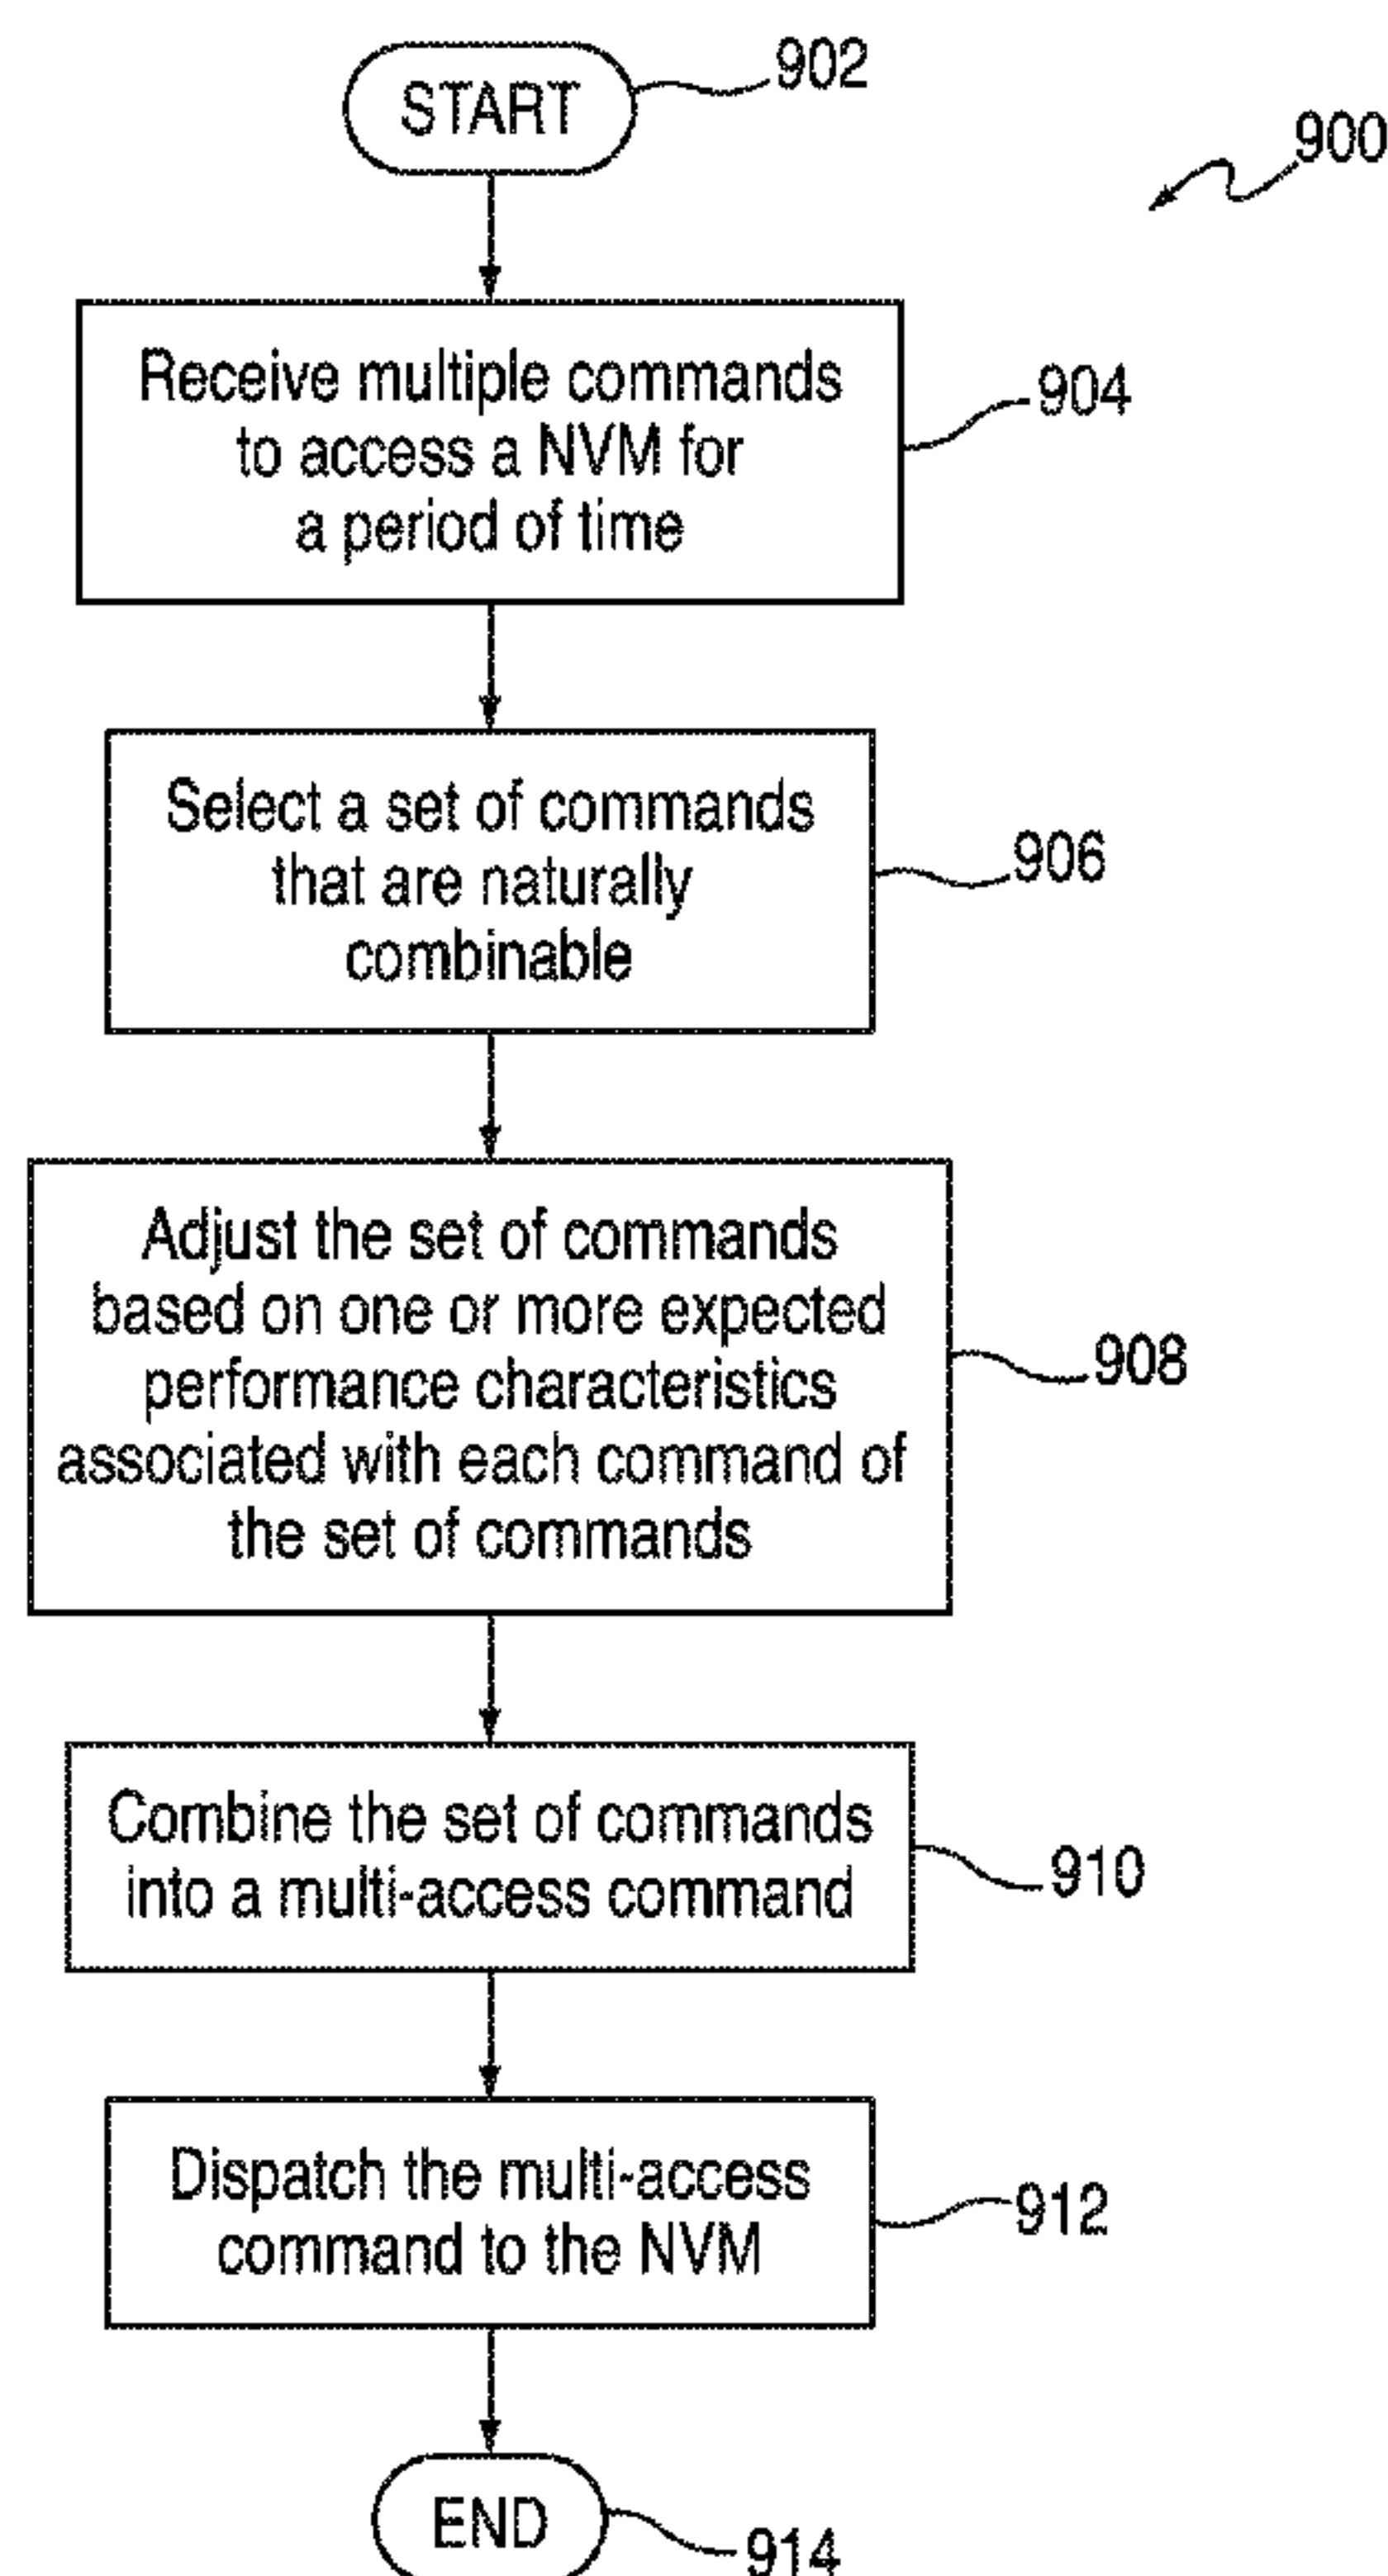 START
902
900
Receive multiple commands
to access a NVM for
a period of time
904
Select a set of commands
that are naturally
combinable
906
Adjust the set of commands
based on one or more expected
performance characteristics
associated with each command of
the set of commands
908
Combine the set of commands
into a multi-access command
910
Dispatch the multi-access
command to the NVM
912
END
914